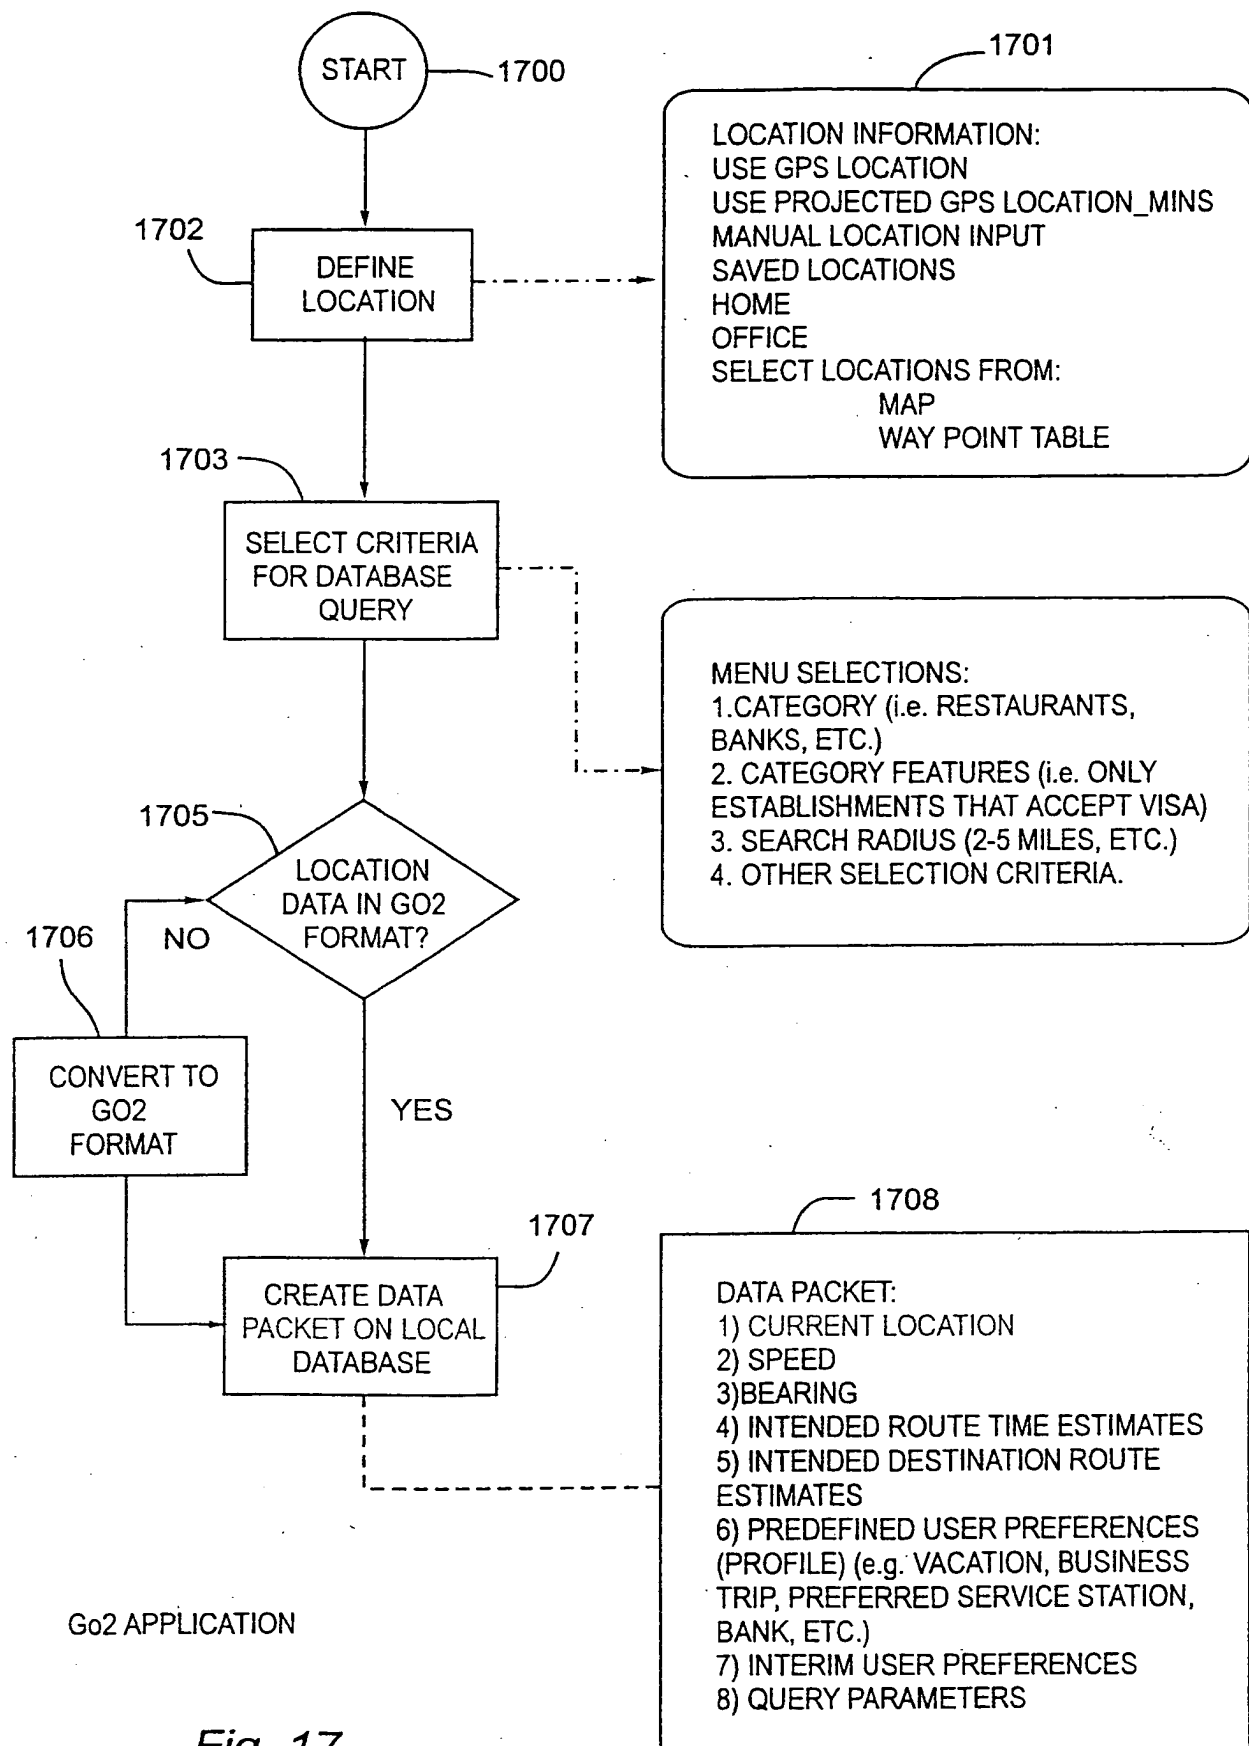 START
1700
1701
LOCATION INFORMATION:
USE GPS LOCATION
USE PROJECTED GPS LOCATION_MINS
MANUAL LOCATION INPUT
SAVED LOCATIONS
HOME
OFFICE
SELECT LOCATIONS FROM:
MAP
WAY POINT TABLE
1702
DEFINE
LOCATION
1703
SELECT CRITERIA
FOR DATABASE
QUERY
MENU SELECTIONS:
1.CATEGORY (i.e. RESTAURANTS,
BANKS, ETC.)
2. CATEGORY FEATURES (i.e. ONLY
ESTABLISHMENTS THAT ACCEPT VISA)
3. SEARCH RADIUS (2-5 MILES, ETC.)
4. OTHER SELECTION CRITERIA.
1705
LOCATION
DATA IN GO2
FORMAT?
NO
1706
CONVERT TO
GO2
FORMAT
YES
1707
CREATE DATA
PACKET ON LOCAL
DATABASE
1708
DATA PACKET:
1) CURRENT LOCATION
2) SPEED
3)BEARING
4) INTENDED ROUTE TIME ESTIMATES
5) INTENDED DESTINATION ROUTE
ESTIMATES
6) PREDEFINED USER PREFERENCES
(PROFILE) (e.g. VACATION, BUSINESS
TRIP, PREFERRED SERVICE STATION,
BANK, ETC.)
7) INTERIM USER PREFERENCES
8) QUERY PARAMETERS
Go2 APPLICATION
Fig. 17